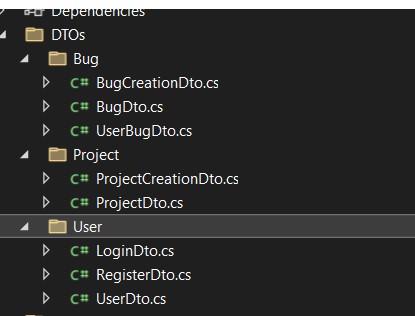 Dependencies
DTOs
Bug
C# BugCreationDto.cs
C# BugDto.cs
C# UserBugDto.cs
Project
C# ProjectCreationDto.cs
C# ProjectDto.cs
User
C# LoginDto.cs
C# RegisterDto.cs
C# UserDto.cs